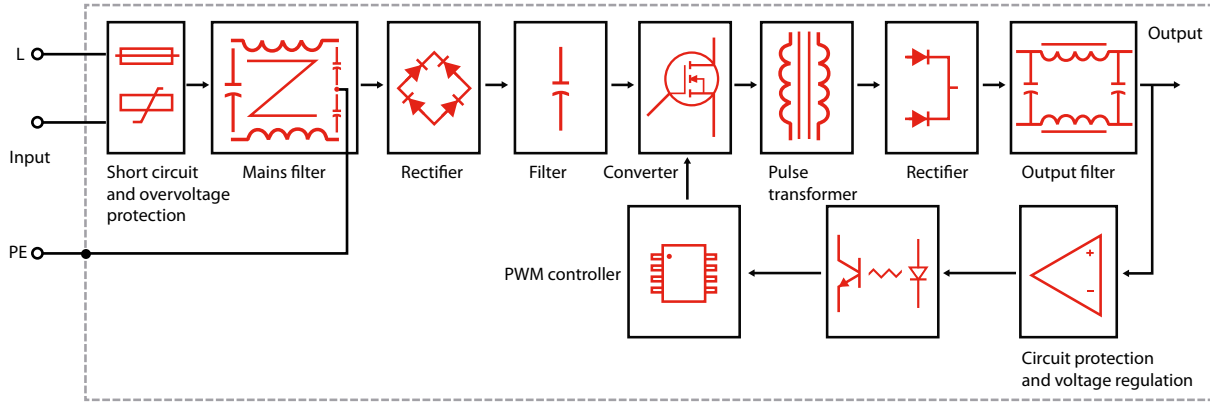 L
Input
PE
Short circuit
and overvoltage
protection
Mains filter
Rectifier
Filter
Converter
Pulse
transformer
Rectifier
Output filter
Output
PWM controller
+
−
Circuit protection
and voltage regulation